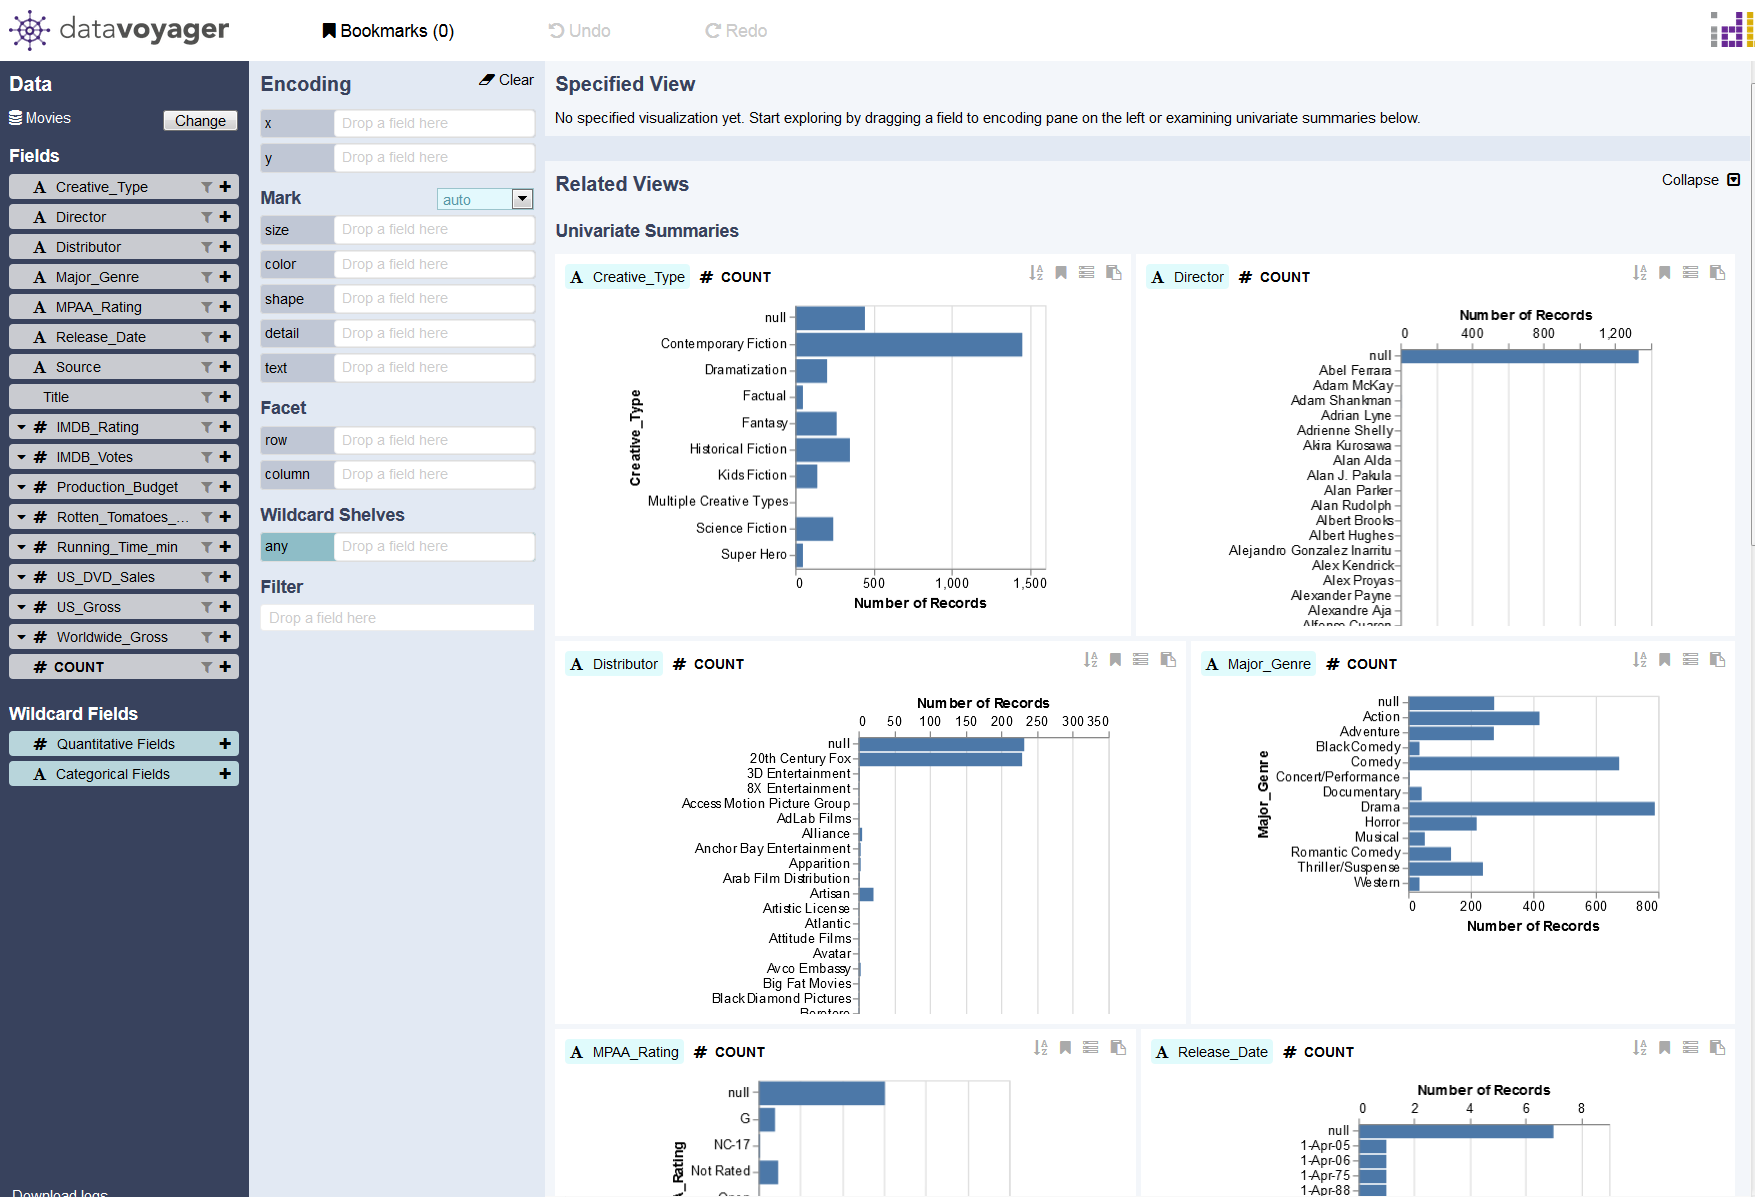 datavoyager
Bookmarks (0)
Undo
Redo
Data
Movies
Change
Fields
A Creative_Type
A Director
A Distributor
A Major_Genre
A MPAA_Rating
A Release_Date
A Source
Title
# IMDB_Rating
# IMDB_Votes
# Production_Budget
# Rotten_Tomatoes_...
# Running_Time_min
# US_DVD_Sales
# US_Gross
# Worldwide_Gross
# COUNT
Wildcard Fields
# Quantitative Fields
A Categorical Fields
Download logs
Encoding
Clear
x Drop a field here
y Drop a field here
Mark
auto
size Drop a field here
color Drop a field here
shape Drop a field here
detail Drop a field here
text Drop a field here
Facet
row Drop a field here
column Drop a field here
Wildcard Shelves
any Drop a field here
Filter
Drop a field here
Specified View
No specified visualization yet. Start exploring by dragging a field to encoding pane on the left or examining univariate summaries below.
Related Views
Collapse
Univariate Summaries
A Creative_Type # COUNT
Creative_Type
null
Contemporary Fiction
Dramatization
Factual
Fantasy
Historical Fiction
Kids Fiction
Multiple Creative Types
Science Fiction
Super Hero
0 500 1,000 1,500
Number of Records
A Director # COUNT
Number of Records
0 400 800 1,200
null
Abel Ferrara
Adam McKay
Adam Shankman
Adrian Lyne
Adrienne Shelly
Akira Kurosawa
Alan Alda
Alan J. Pakula
Alan Parker
Alan Rudolph
Albert Brooks
Albert Hughes
Alejandro Gonzalez Inarritu
Alex Kendrick
Alex Proyas
Alexander Payne
Alexandre Aja
Alfonso Cuaron
A Distributor # COUNT
Number of Records
0 50 100 150 200 250 300 350
null
20th Century Fox
3D Entertainment
8X Entertainment
Access Motion Picture Group
AdLab Films
Alliance
Anchor Bay Entertainment
Apparition
Arab Film Distribution
Artisan
Artistic License
Atlantic
Attitude Films
Avatar
Avco Embassy
Big Fat Movies
Black Diamond Pictures
A Major_Genre # COUNT
Major_Genre
null
Action
Adventure
Black Comedy
Comedy
Concert/Performance
Documentary
Drama
Horror
Musical
Romantic Comedy
Thriller/Suspense
Western
0 200 400 600 800
Number of Records
A MPAA_Rating # COUNT
null
G
NC-17
Not Rated
Open
A_Rating
A Release_Date # COUNT
Number of Records
0 2 4 6 8
null
1-Apr-05
1-Apr-06
1-Apr-75
1-Apr-88